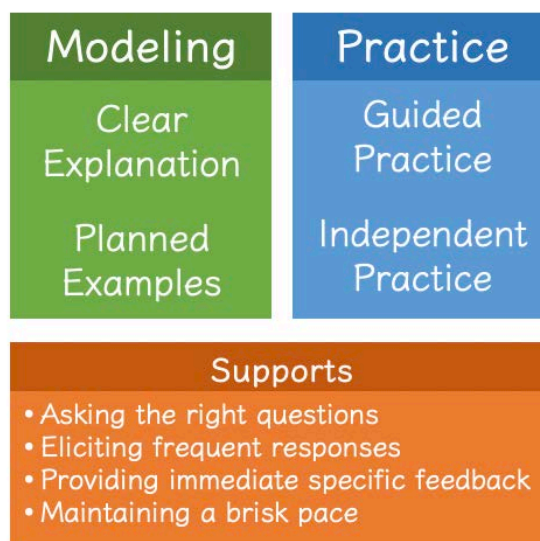 Modeling
Clear
Explanation
Planned
Examples
Practice
Guided
Practice
Independent
Practice
Supports
• Asking the right questions
• Eliciting frequent responses
• Providing immediate specific feedback
• Maintaining a brisk pace